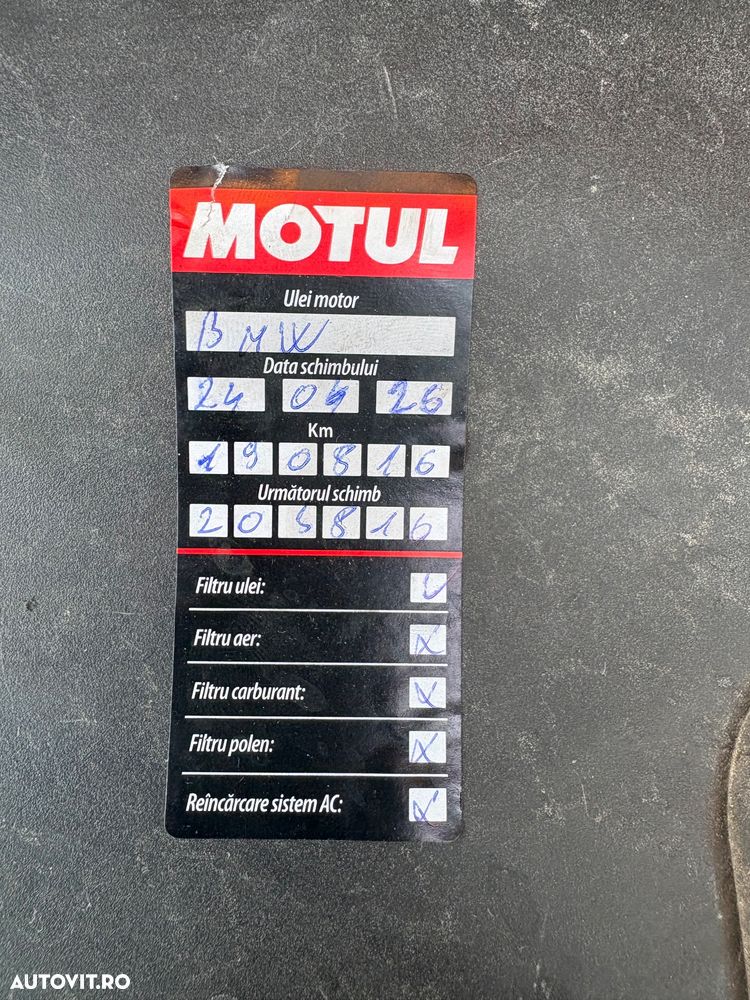 MOTUL
Ulei motor
BMW
Data schimbului
24 04 26
Km
190816
Următorul schimb
205816
Filtru ulei: V
Filtru aer: X
Filtru carburant: X
Filtru polen: X
Reîncărcare sistem AC: X
AUTOVIT.RO